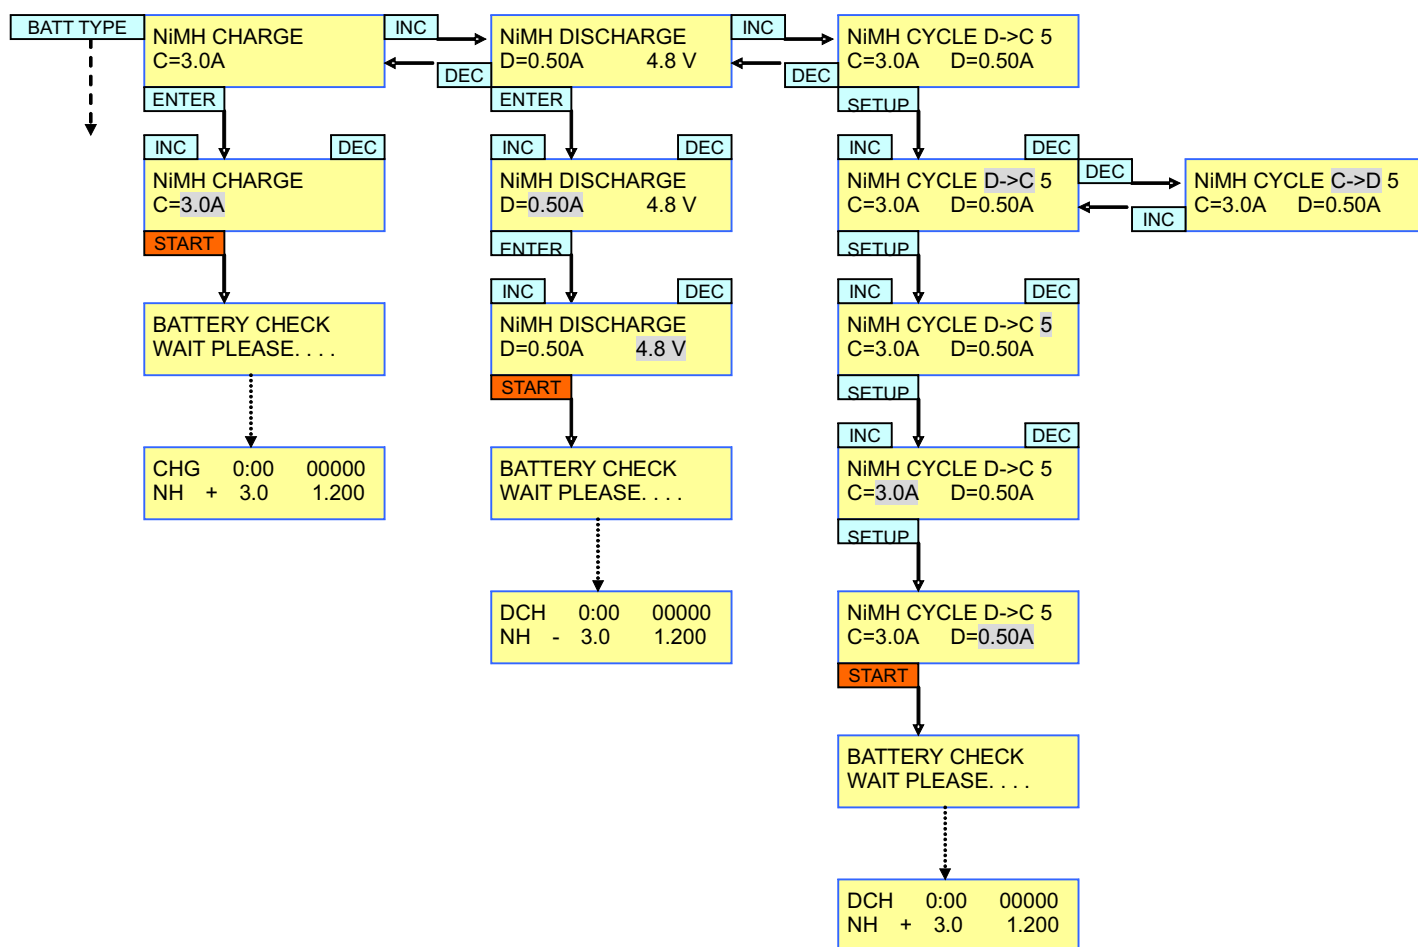 BATT TYPE
NiMH CHARGE
C=3.0A
INC
DEC
NiMH DISCHARGE
D=0.50A 4.8 V
INC
DEC
NiMH CYCLE D->C 5
C=3.0A D=0.50A
ENTER
ENTER
SETUP
INC DEC
NiMH CHARGE
C=3.0A
START
BATTERY CHECK
WAIT PLEASE. . . .
CHG 0:00 00000
NH + 3.0 1.200
INC DEC
NiMH DISCHARGE
D=0.50A 4.8 V
ENTER
INC DEC
NiMH DISCHARGE
D=0.50A 4.8 V
START
BATTERY CHECK
WAIT PLEASE. . . .
DCH 0:00 00000
NH - 3.0 1.200
INC DEC
NiMH CYCLE D->C 5
C=3.0A D=0.50A
DEC
INC
NiMH CYCLE C->D 5
C=3.0A D=0.50A
SETUP
INC DEC
NiMH CYCLE D->C 5
C=3.0A D=0.50A
SETUP
INC DEC
NiMH CYCLE D->C 5
C=3.0A D=0.50A
SETUP
NiMH CYCLE D->C 5
C=3.0A D=0.50A
START
BATTERY CHECK
WAIT PLEASE. . . .
DCH 0:00 00000
NH + 3.0 1.200